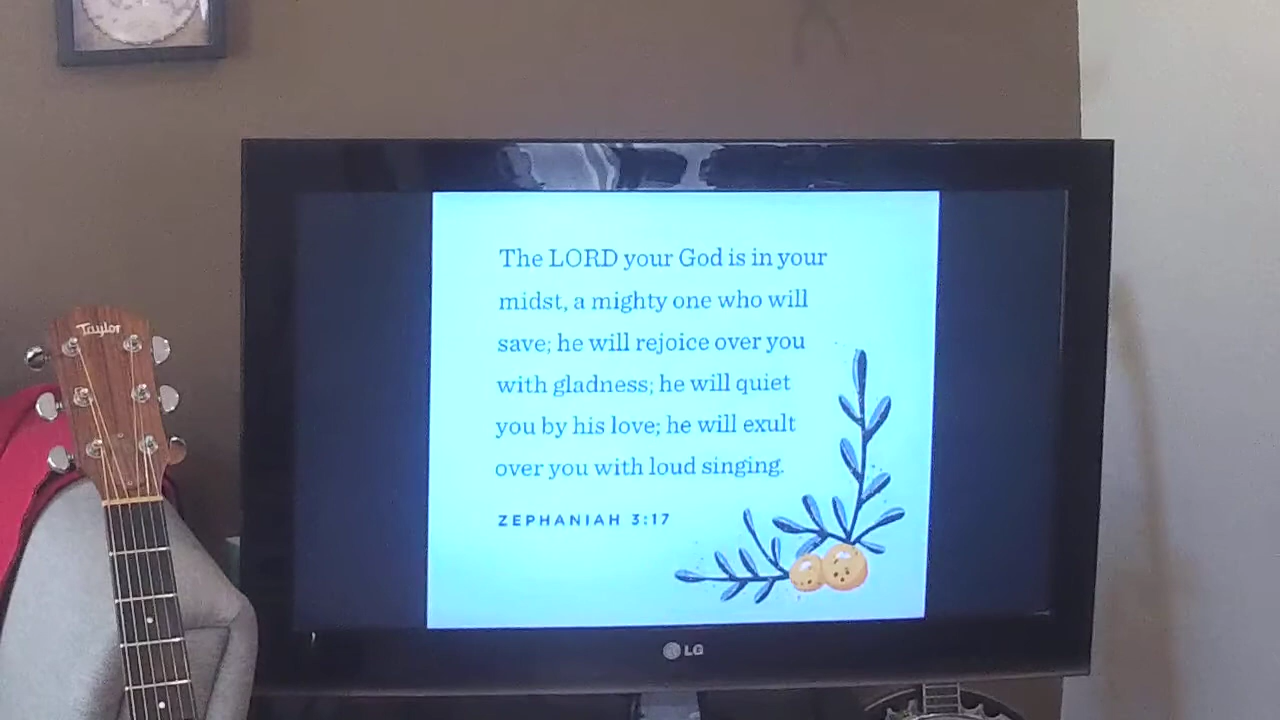 The LORD your God is in your
midst, a mighty one who will
save; he will rejoice over you
with gladness; he will quiet
you by his love; he will exult
over you with loud singing.
ZEPHANIAH 3:17
Taylor
LG